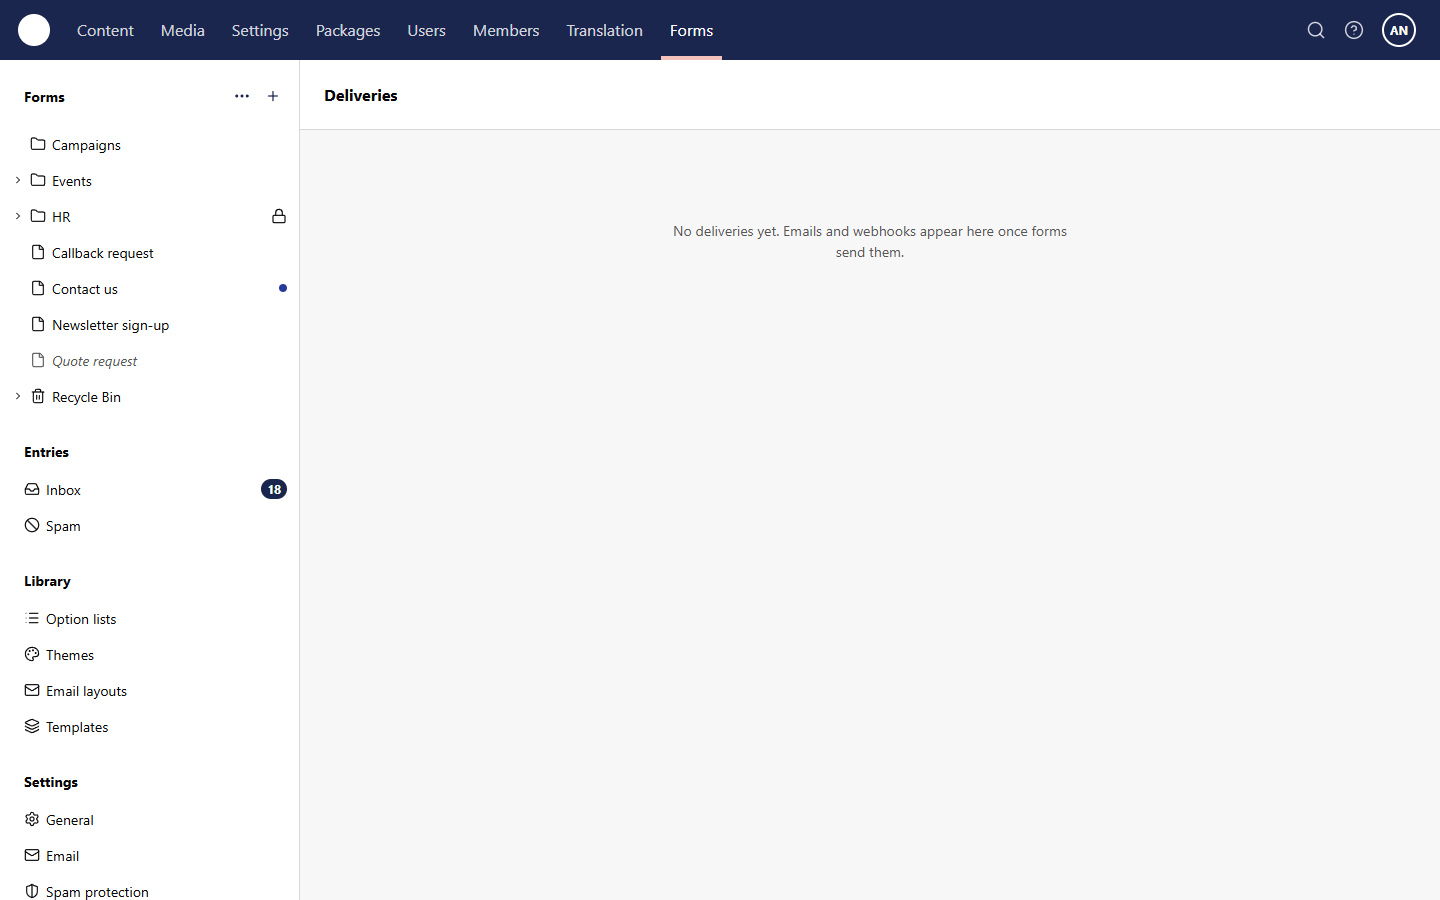 Content
Media
Settings
Packages
Users
Members
Translation
Forms
AN
Forms
Campaigns
Events
HR
Callback request
Contact us
Newsletter sign-up
Quote request
Recycle Bin
Entries
Inbox
18
Spam
Library
Option lists
Themes
Email layouts
Templates
Settings
General
Email
Spam protection
Deliveries
No deliveries yet. Emails and webhooks appear here once forms
send them.